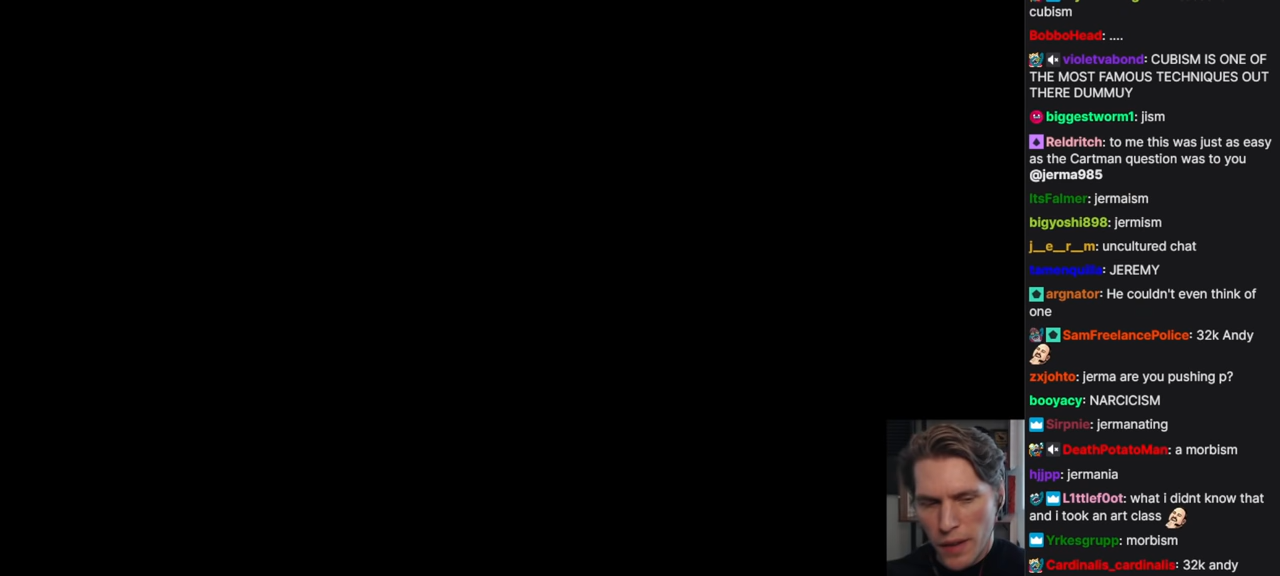 cubism
BobboHead: ....
violetvabond: CUBISM IS ONE OF
THE MOST FAMOUS TECHNIQUES OUT
THERE DUMMUY
biggestworm1: jism
Reldritch: to me this was just as easy
as the Cartman question was to you
@jerma985
ItsFalmer: jermaism
bigyoshi898: jermism
j__e__r__m: uncultured chat
tamenquilla: JEREMY
argnator: He couldn't even think of
one
SamFreelancePolice: 32k Andy
zxjohto: jerma are you pushing p?
booyacy: NARCICISM
Sirpnie: jermanating
DeathPotatoMan: a morbism
hjjpp: jermania
L1ttlef0ot: what i didnt know that
and i took an art class
Yrkesgrupp: morbism
Cardinalis_cardinalis: 32k andy